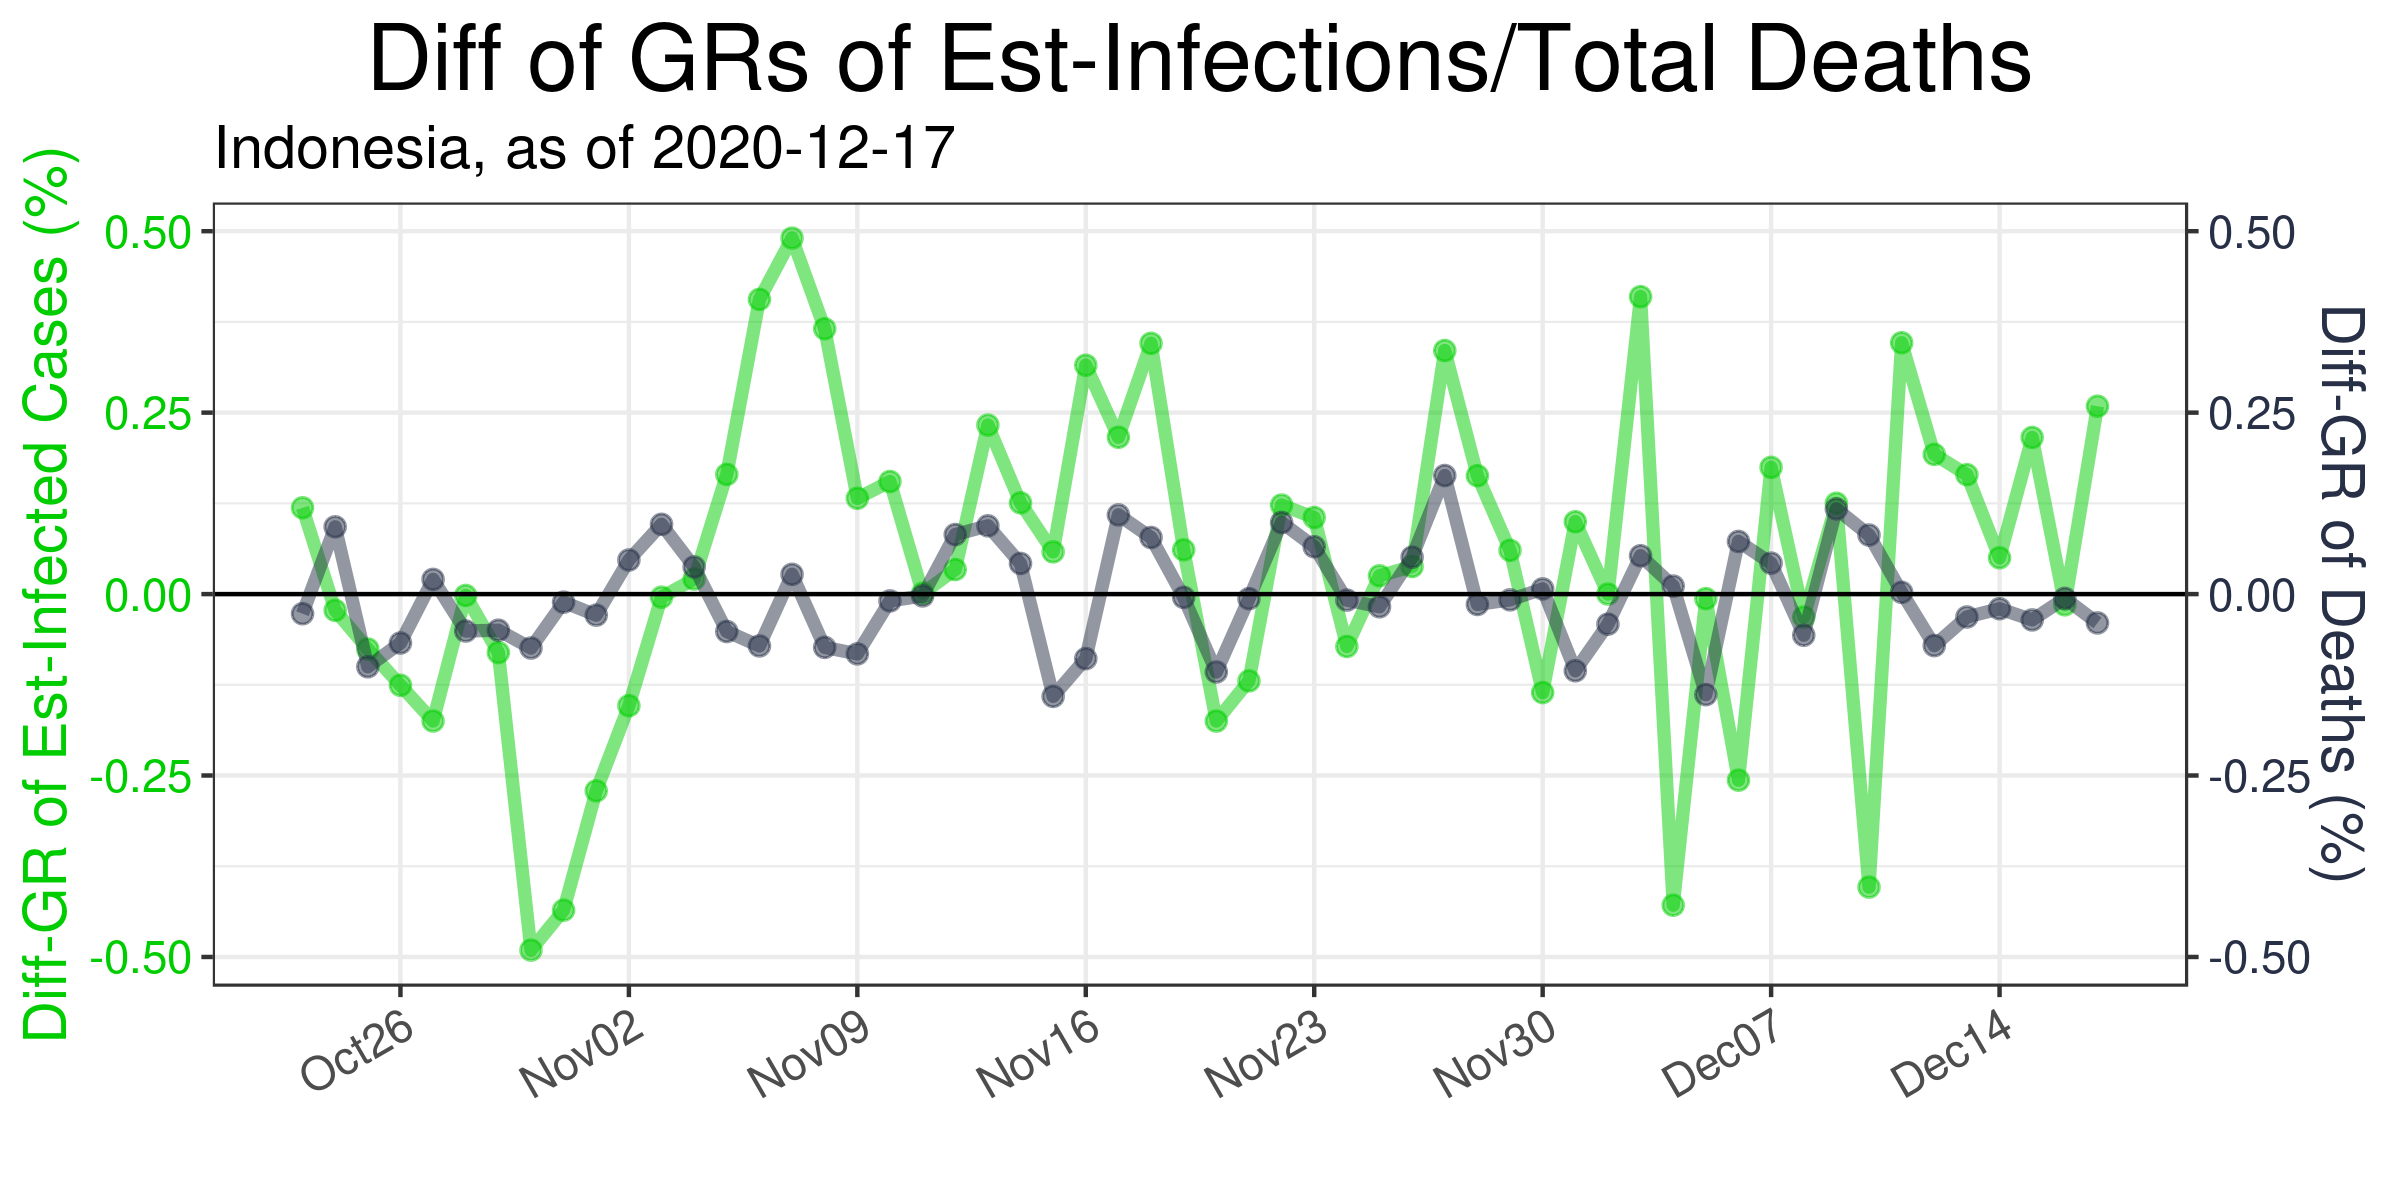 Diff of GRs of Est-Infections/Total Deaths
Indonesia, as of 2020-12-17
Diff-GR of Est-Infected Cases (%)
0.50
0.25
0.00
-0.25
-0.50
0.50
0.25
0.00
-0.25
-0.50
Diff-GR of Deaths (%)
Oct26
Nov02
Nov09
Nov16
Nov23
Nov30
Dec07
Dec14